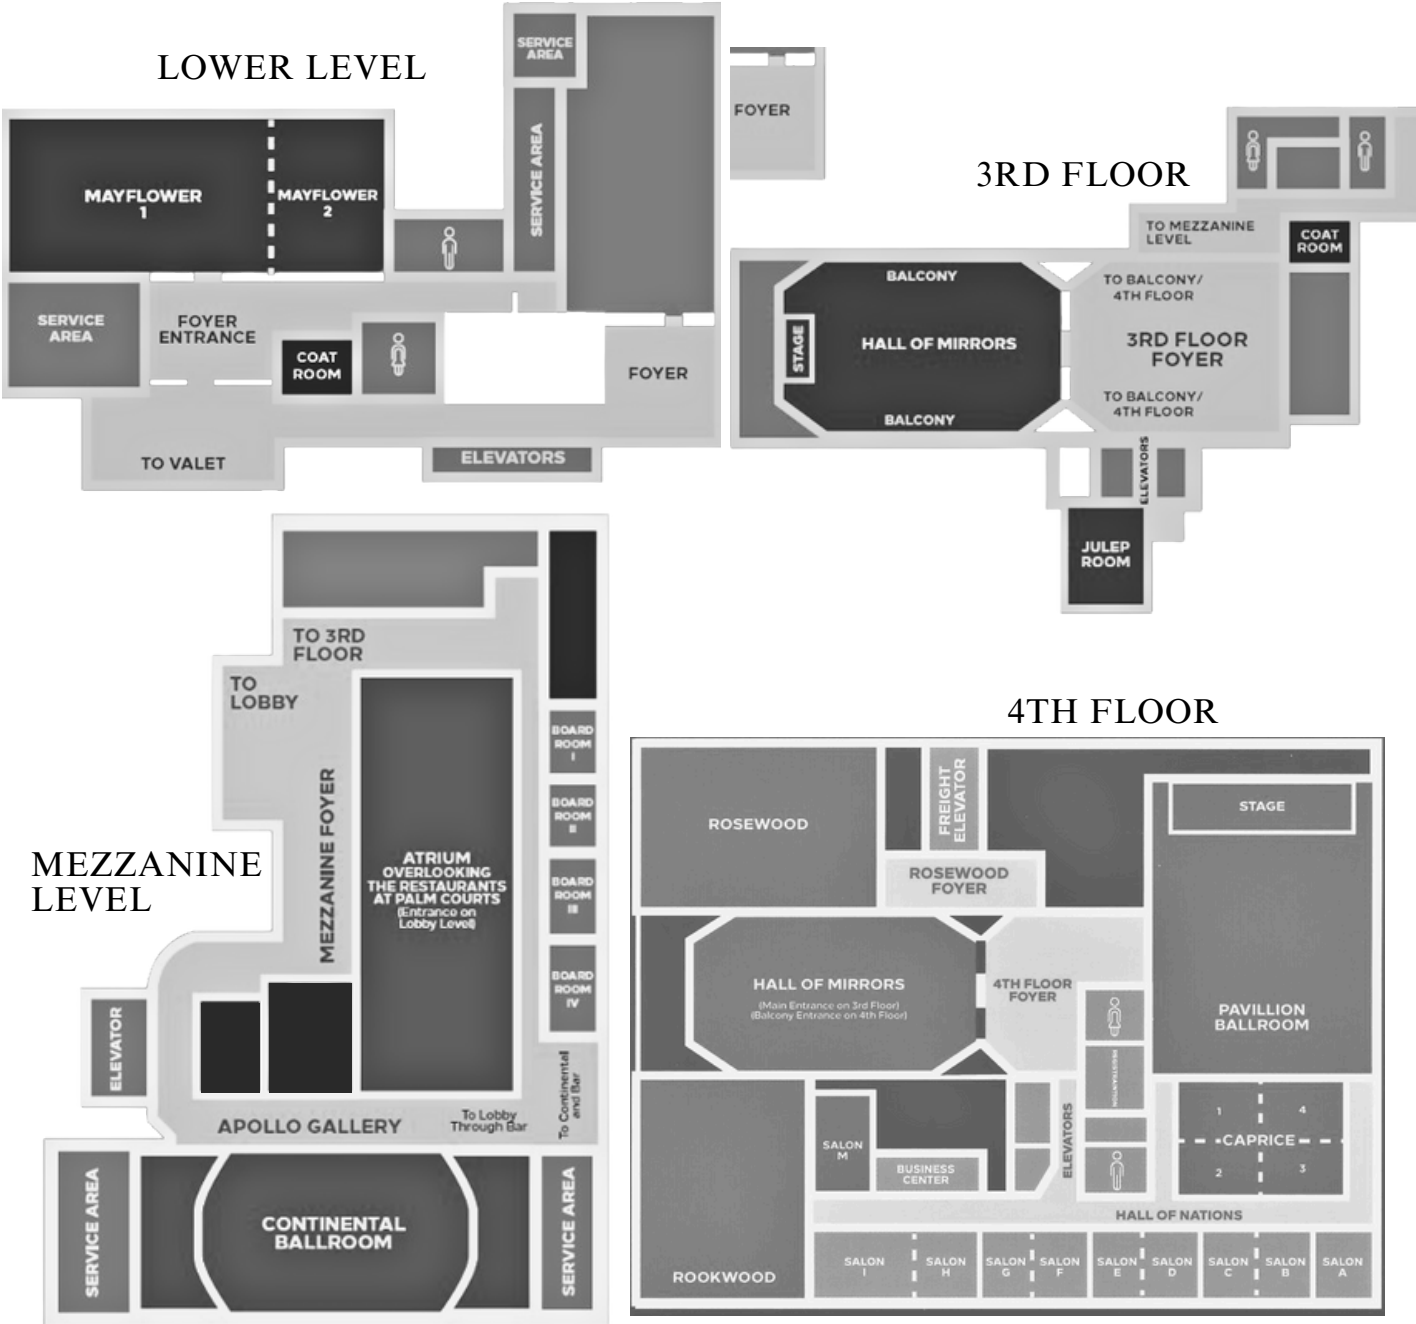 LOWER LEVEL
SERVICE
AREA
SERVICE AREA
MAYFLOWER
1
MAYFLOWER
2
SERVICE
AREA
FOYER
ENTRANCE
COAT
ROOM
FOYER
TO VALET
ELEVATORS
FOYER
3RD FLOOR
TO MEZZANINE
LEVEL
COAT
ROOM
BALCONY
TO BALCONY/
4TH FLOOR
STAGE
HALL OF MIRRORS
3RD FLOOR
FOYER
TO BALCONY/
4TH FLOOR
BALCONY
ELEVATORS
JULEP
ROOM
MEZZANINE
LEVEL
TO 3RD
FLOOR
TO
LOBBY
MEZZANINE FOYER
BOARD
ROOM
I
BOARD
ROOM
II
BOARD
ROOM
III
BOARD
ROOM
IV
ATRIUM
OVERLOOKING
THE RESTAURANTS
AT PALM COURTS
(Entrance on
Lobby Level)
ELEVATOR
APOLLO GALLERY
To Lobby
Through Bar
To Continental
and Bar
SERVICE AREA
CONTINENTAL
BALLROOM
SERVICE AREA
4TH FLOOR
ROSEWOOD
FREIGHT
ELEVATOR
STAGE
ROSEWOOD
FOYER
HALL OF MIRRORS
(Main Entrance on 3rd Floor)
(Balcony Entrance on 4th Floor)
4TH FLOOR
FOYER
PAVILLION
BALLROOM
REGISTRANTION
SALON
M
BUSINESS
CENTER
ELEVATORS
1
4
CAPRICE
2
3
HALL OF NATIONS
ROOKWOOD
SALON
I
SALON
H
SALON
G
SALON
F
SALON
E
SALON
D
SALON
C
SALON
B
SALON
A